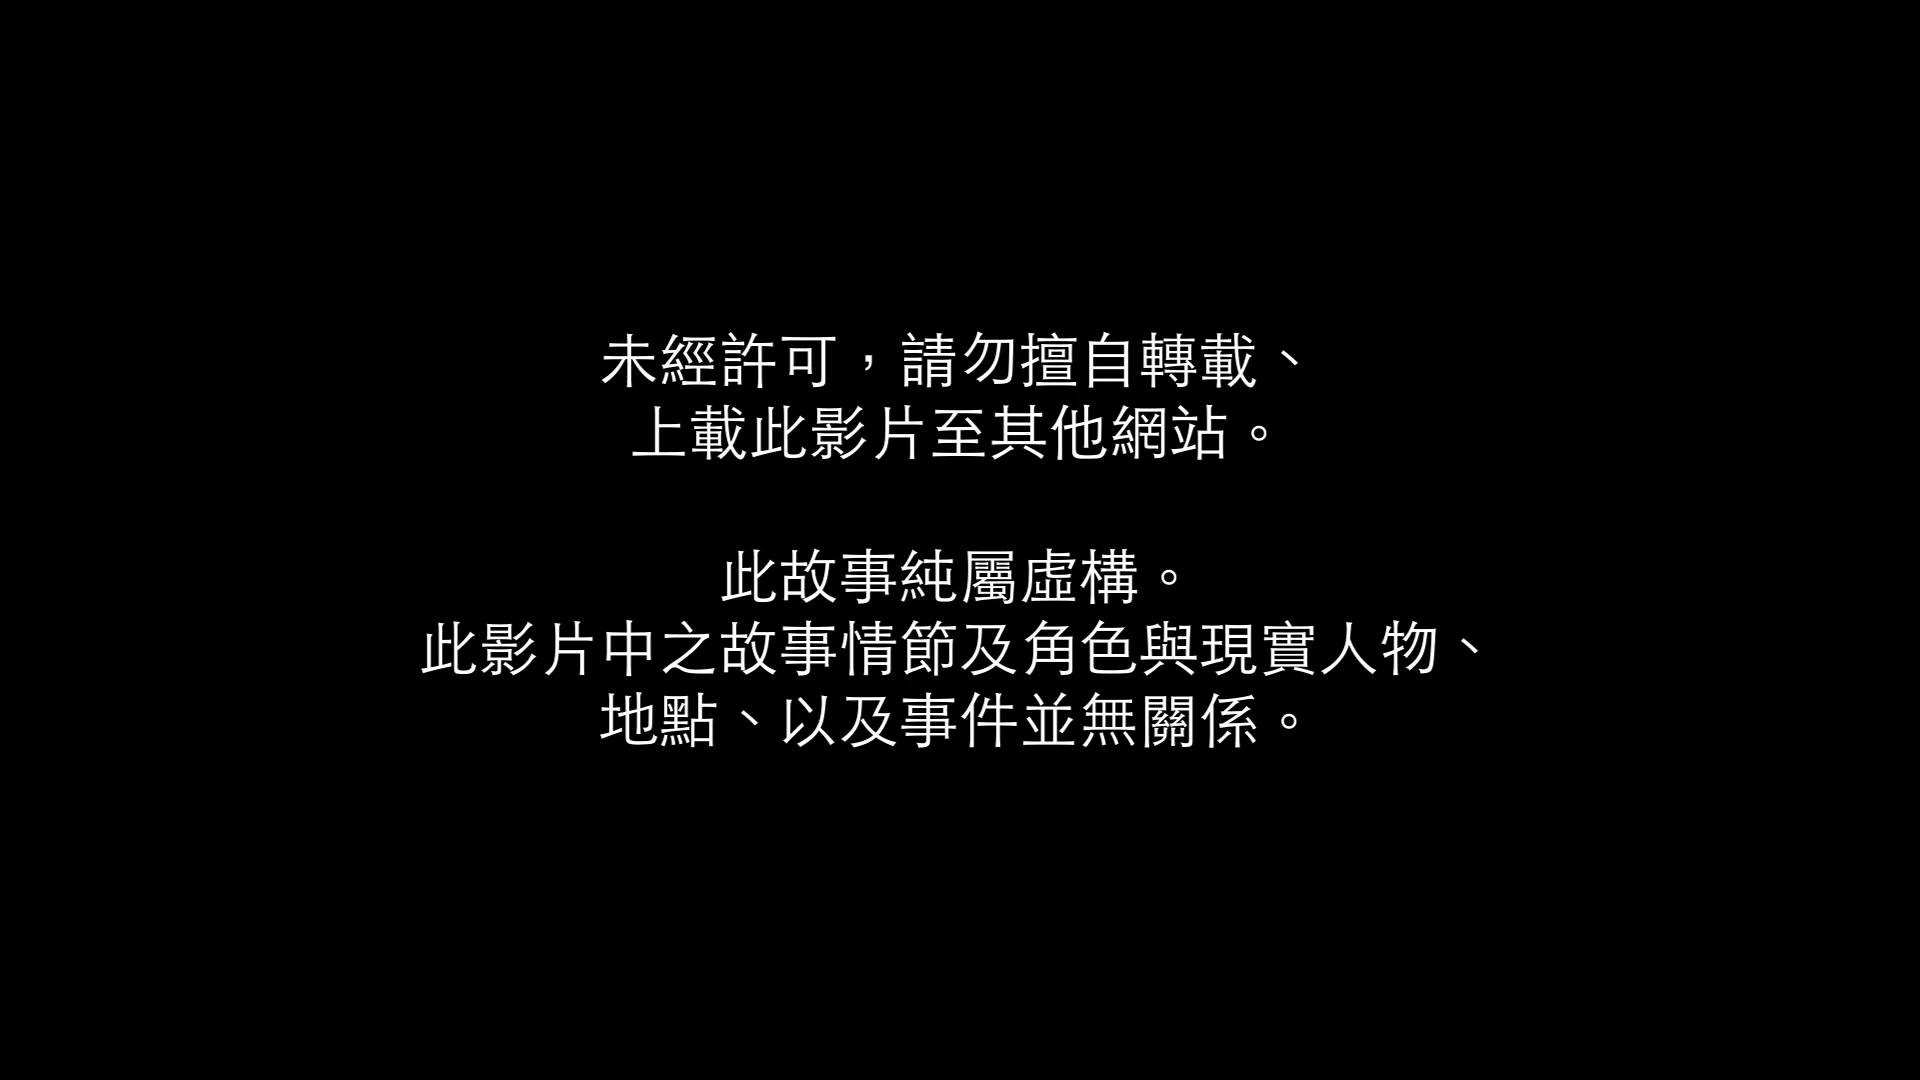 未經許可，請勿擅自轉載、
上載此影片至其他網站。
此故事純屬虛構。
此影片中之故事情節及角色與現實人物、
地點、以及事件並無關係。